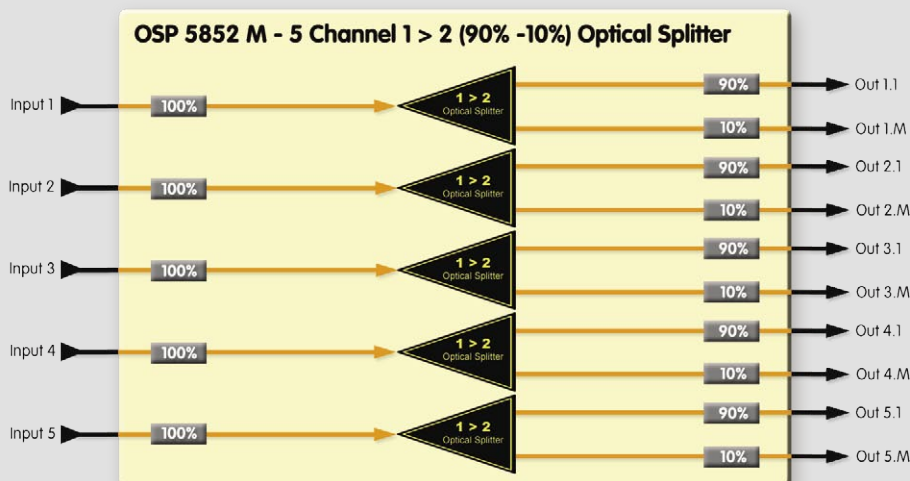 OSP 5852 M - 5 Channel 1 > 2 (90% -10%) Optical Splitter
Input 1
100%
1 > 2
Optical Splitter
90%
Out 1.1
10%
Out 1.M
Input 2
100%
1 > 2
Optical Splitter
90%
Out 2.1
10%
Out 2.M
Input 3
100%
1 > 2
Optical Splitter
90%
Out 3.1
10%
Out 3.M
Input 4
100%
1 > 2
Optical Splitter
90%
Out 4.1
10%
Out 4.M
Input 5
100%
1 > 2
Optical Splitter
90%
Out 5.1
10%
Out 5.M